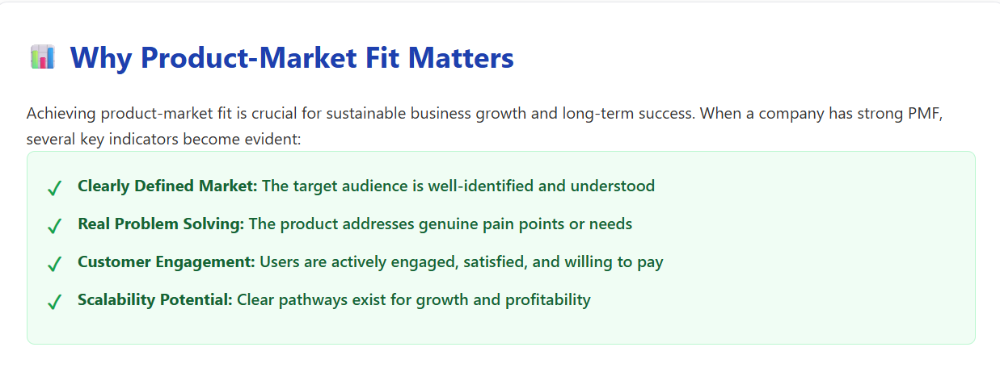 Why Product-Market Fit Matters
Achieving product-market fit is crucial for sustainable business growth and long-term success. When a company has strong PMF,
several key indicators become evident:
✓ Clearly Defined Market: The target audience is well-identified and understood
✓ Real Problem Solving: The product addresses genuine pain points or needs
✓ Customer Engagement: Users are actively engaged, satisfied, and willing to pay
✓ Scalability Potential: Clear pathways exist for growth and profitability